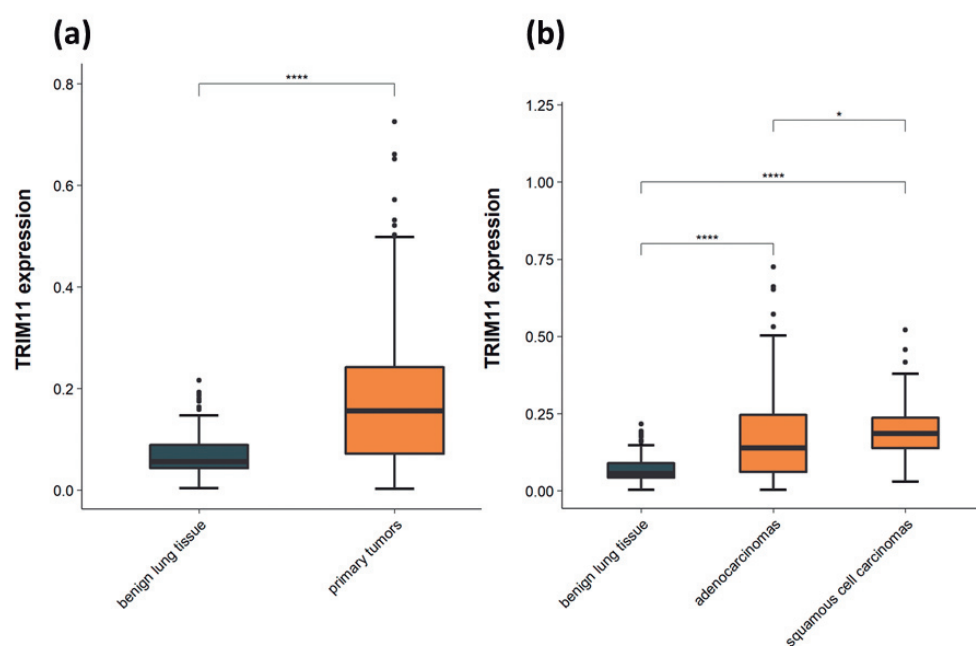 (a)
TRIM11 expression
0.8
0.6
0.4
0.2
0.0
****
benign lung tissue
primary tumors
(b)
TRIM11 expression
1.25
1.00
0.75
0.50
0.25
0.00
*
****
****
benign lung tissue
adenocarcinomas
squamous cell carcinomas